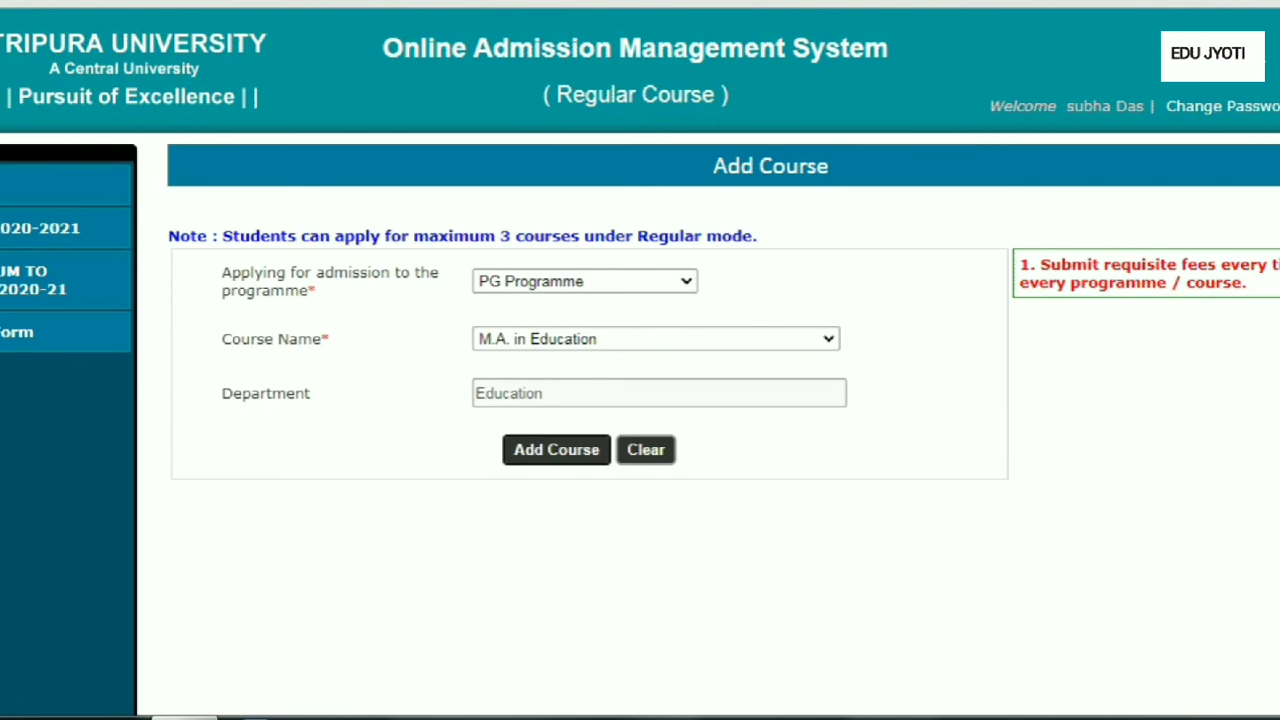 TRIPURA UNIVERSITY
A Central University
| Pursuit of Excellence | |
Online Admission Management System
( Regular Course )
EDU JYOTI
Welcome subha Das | Change Passwo
020-2021
UM TO
2020-21
orm
Add Course
Note : Students can apply for maximum 3 courses under Regular mode.
Applying for admission to the
programme*
PG Programme
Course Name*
M.A. in Education
Department
Education
Add Course
Clear
1. Submit requisite fees every ti
every programme / course.